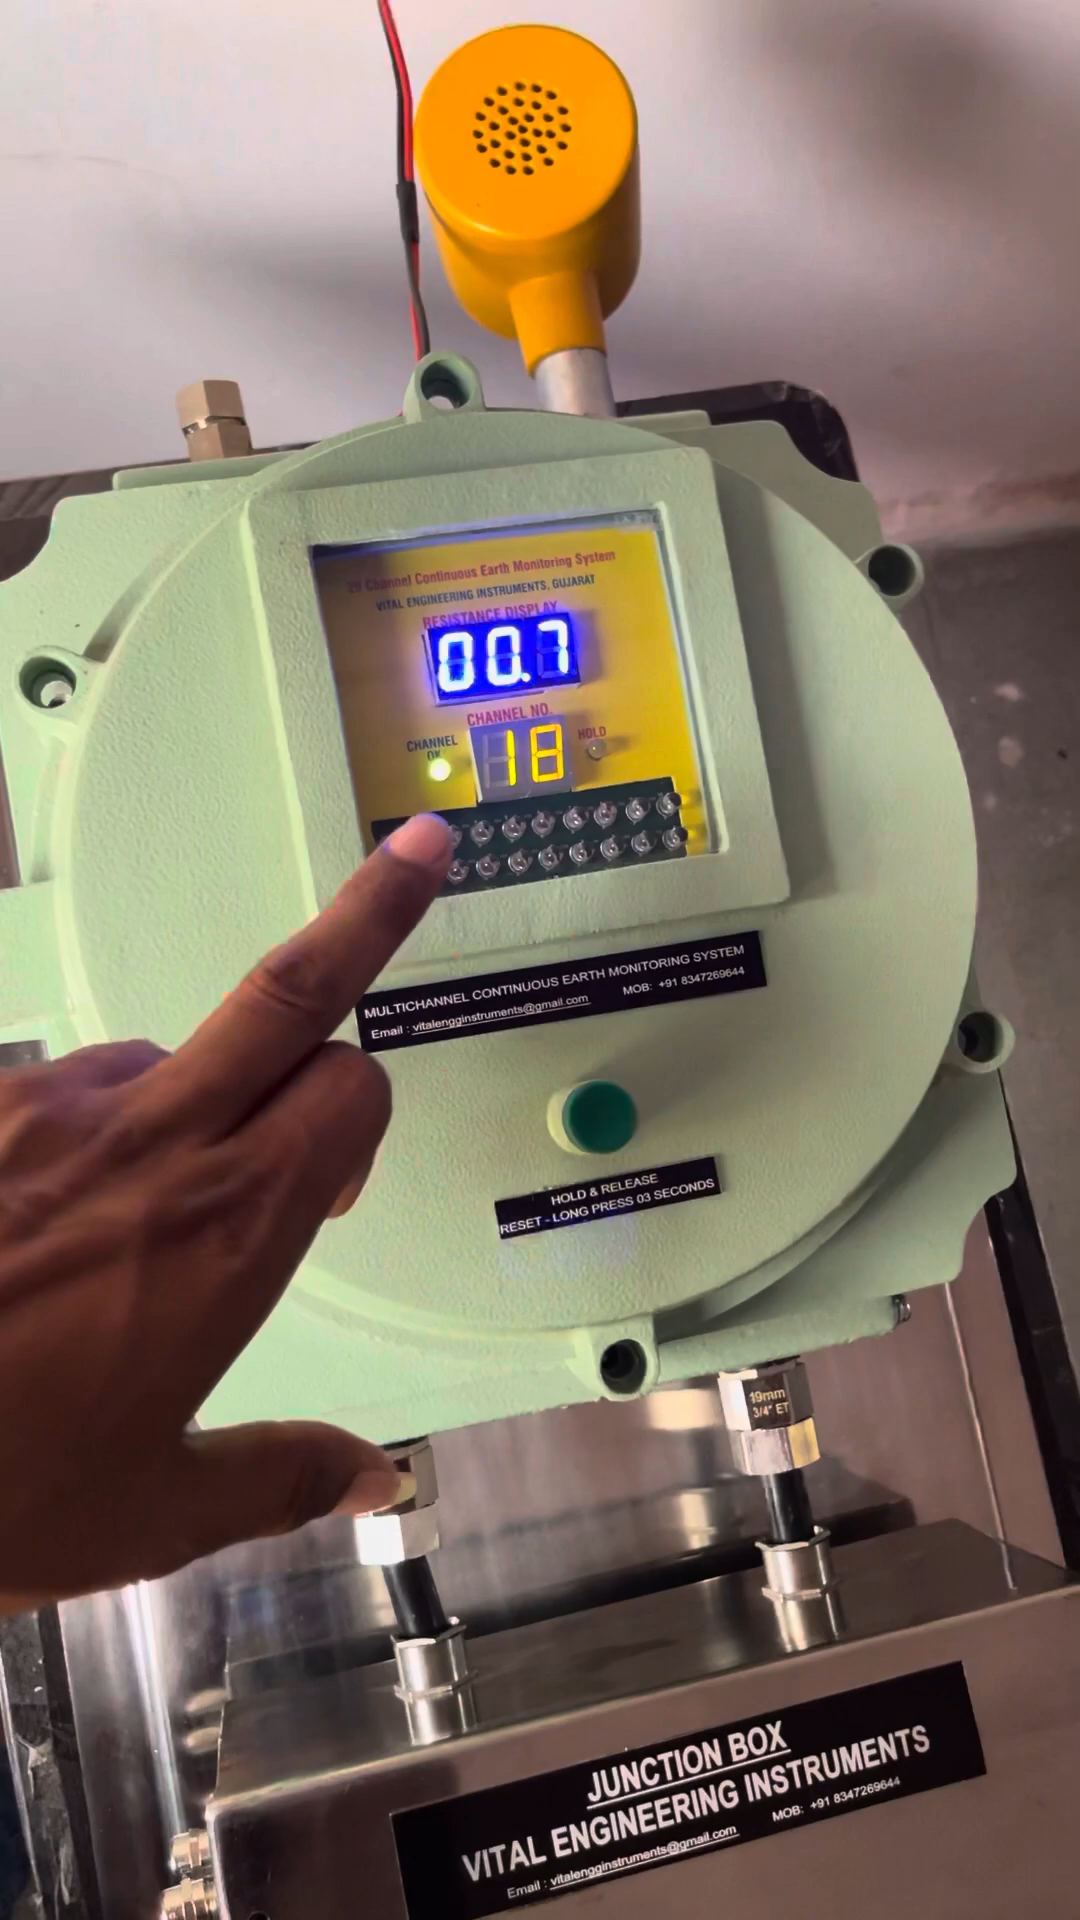 20 Channel Continuous Earth Monitoring System
VITAL ENGINEERING INSTRUMENTS, GUJARAT
RESISTANCE DISPLAY
00.7
CHANNEL NO.
CHANNEL
OK
18
HOLD
MULTICHANNEL CONTINUOUS EARTH MONITORING SYSTEM
Email : vitalengginstruments@gmail.com MOB: +91 8347269644
HOLD & RELEASE
RESET - LONG PRESS 03 SECONDS
19mm
3/4" ET
JUNCTION BOX
VITAL ENGINEERING INSTRUMENTS
Email : vitalengginstruments@gmail.com MOB: +91 8347269644